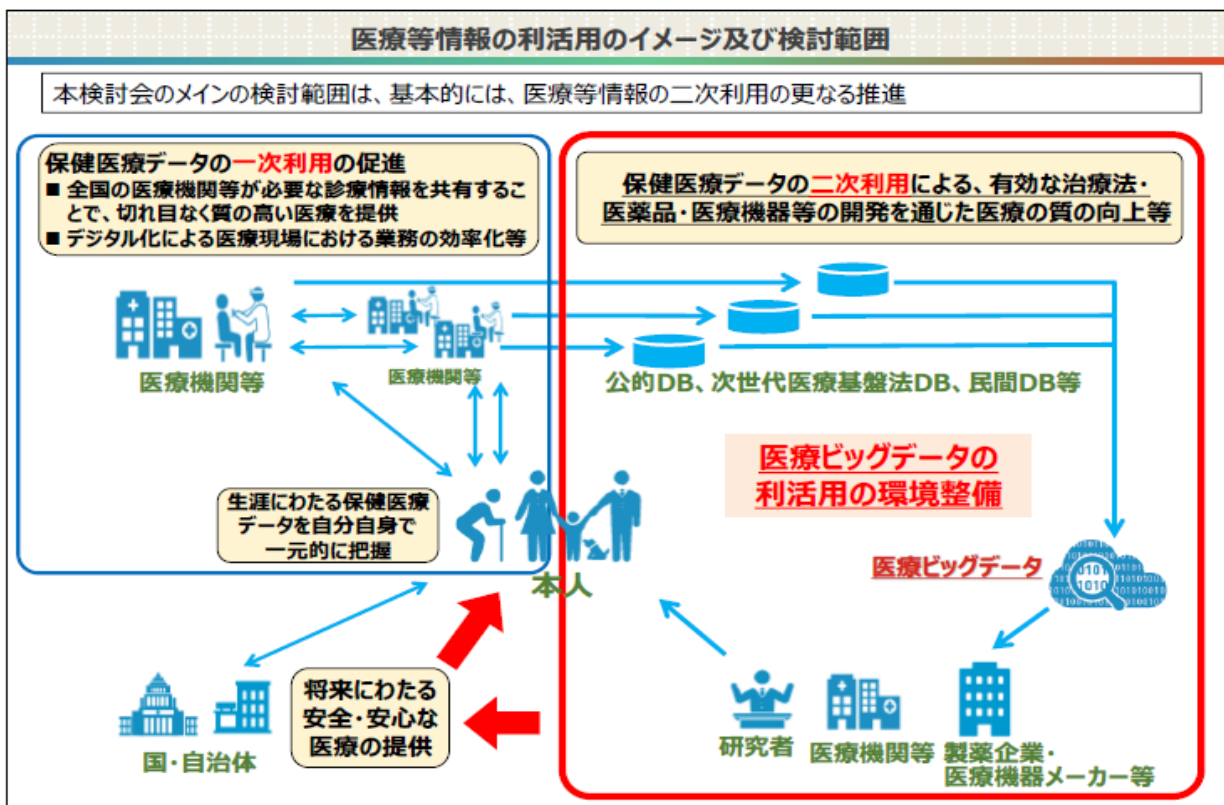 医療等情報の利活用のイメージ及び検討範囲
本検討会のメインの検討範囲は、基本的には、医療等情報の二次利用の更なる推進
保健医療データの一次利用の促進
■ 全国の医療機関等が必要な診療情報を共有するこ
とで、切れ目なく質の高い医療を提供
■ デジタル化による医療現場における業務の効率化等
保健医療データの二次利用による、有効な治療法・
医薬品・医療機器等の開発を通じた医療の質の向上等
医療機関等
医療機関等
公的DB、次世代医療基盤法DB、民間DB等
医療ビッグデータの
利活用の環境整備
生涯にわたる保健医療
データを自分自身で
一元的に把握
本人
医療ビッグデータ
将来にわたる
安全・安心な
医療の提供
国・自治体
研究者
医療機関等
製薬企業・
医療機器メーカー等